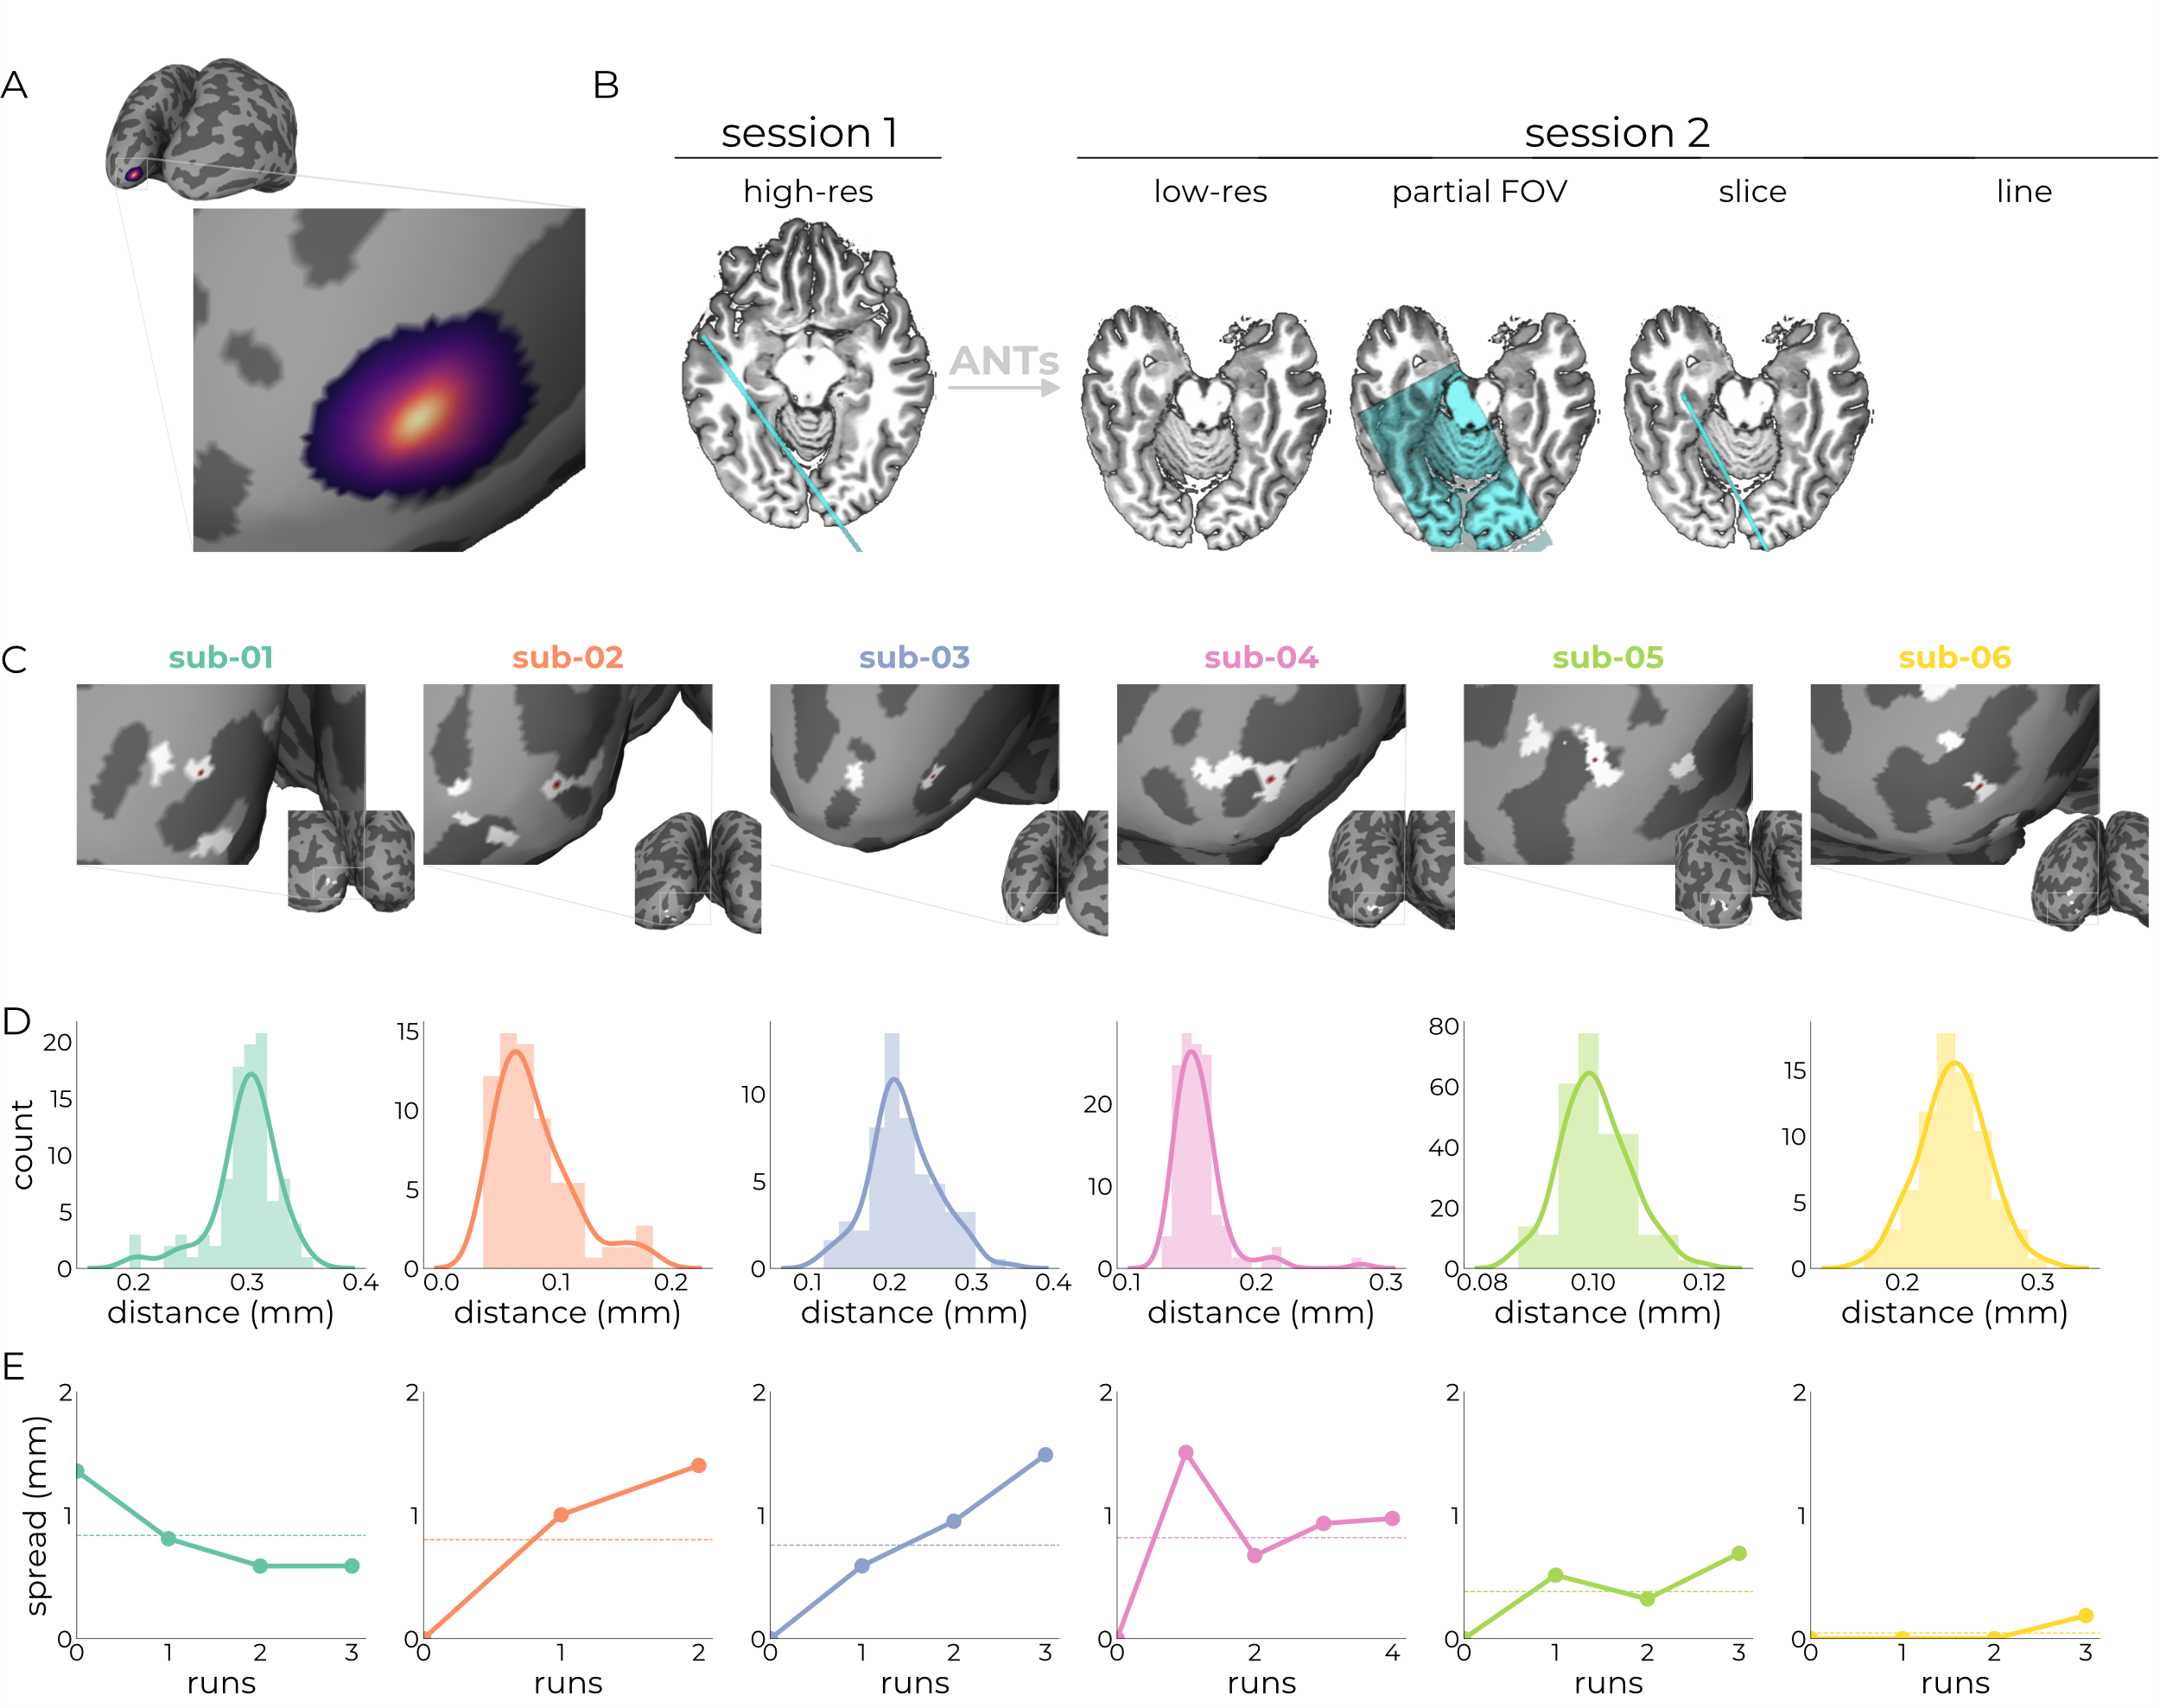 A
B
session 1
session 2
high-res
low-res
partial FOV
slice
line
ANTs
C
sub-01
sub-02
sub-03
sub-04
sub-05
sub-06
D
count
20
15
10
5
0
0.2
0.3
0.4
distance (mm)
15
10
5
0
0.0
0.1
0.2
distance (mm)
10
5
0
0.1
0.2
0.3
0.4
distance (mm)
20
10
0
0.1
0.2
0.3
distance (mm)
80
60
40
20
0
0.08
0.10
0.12
distance (mm)
15
10
5
0
0.2
0.3
distance (mm)
E
spread (mm)
2
1
0
0
1
2
3
runs
2
1
0
0
1
2
runs
2
1
0
0
1
2
3
runs
2
1
0
0
2
4
runs
2
1
0
0
1
2
3
runs
2
1
0
0
1
2
3
runs